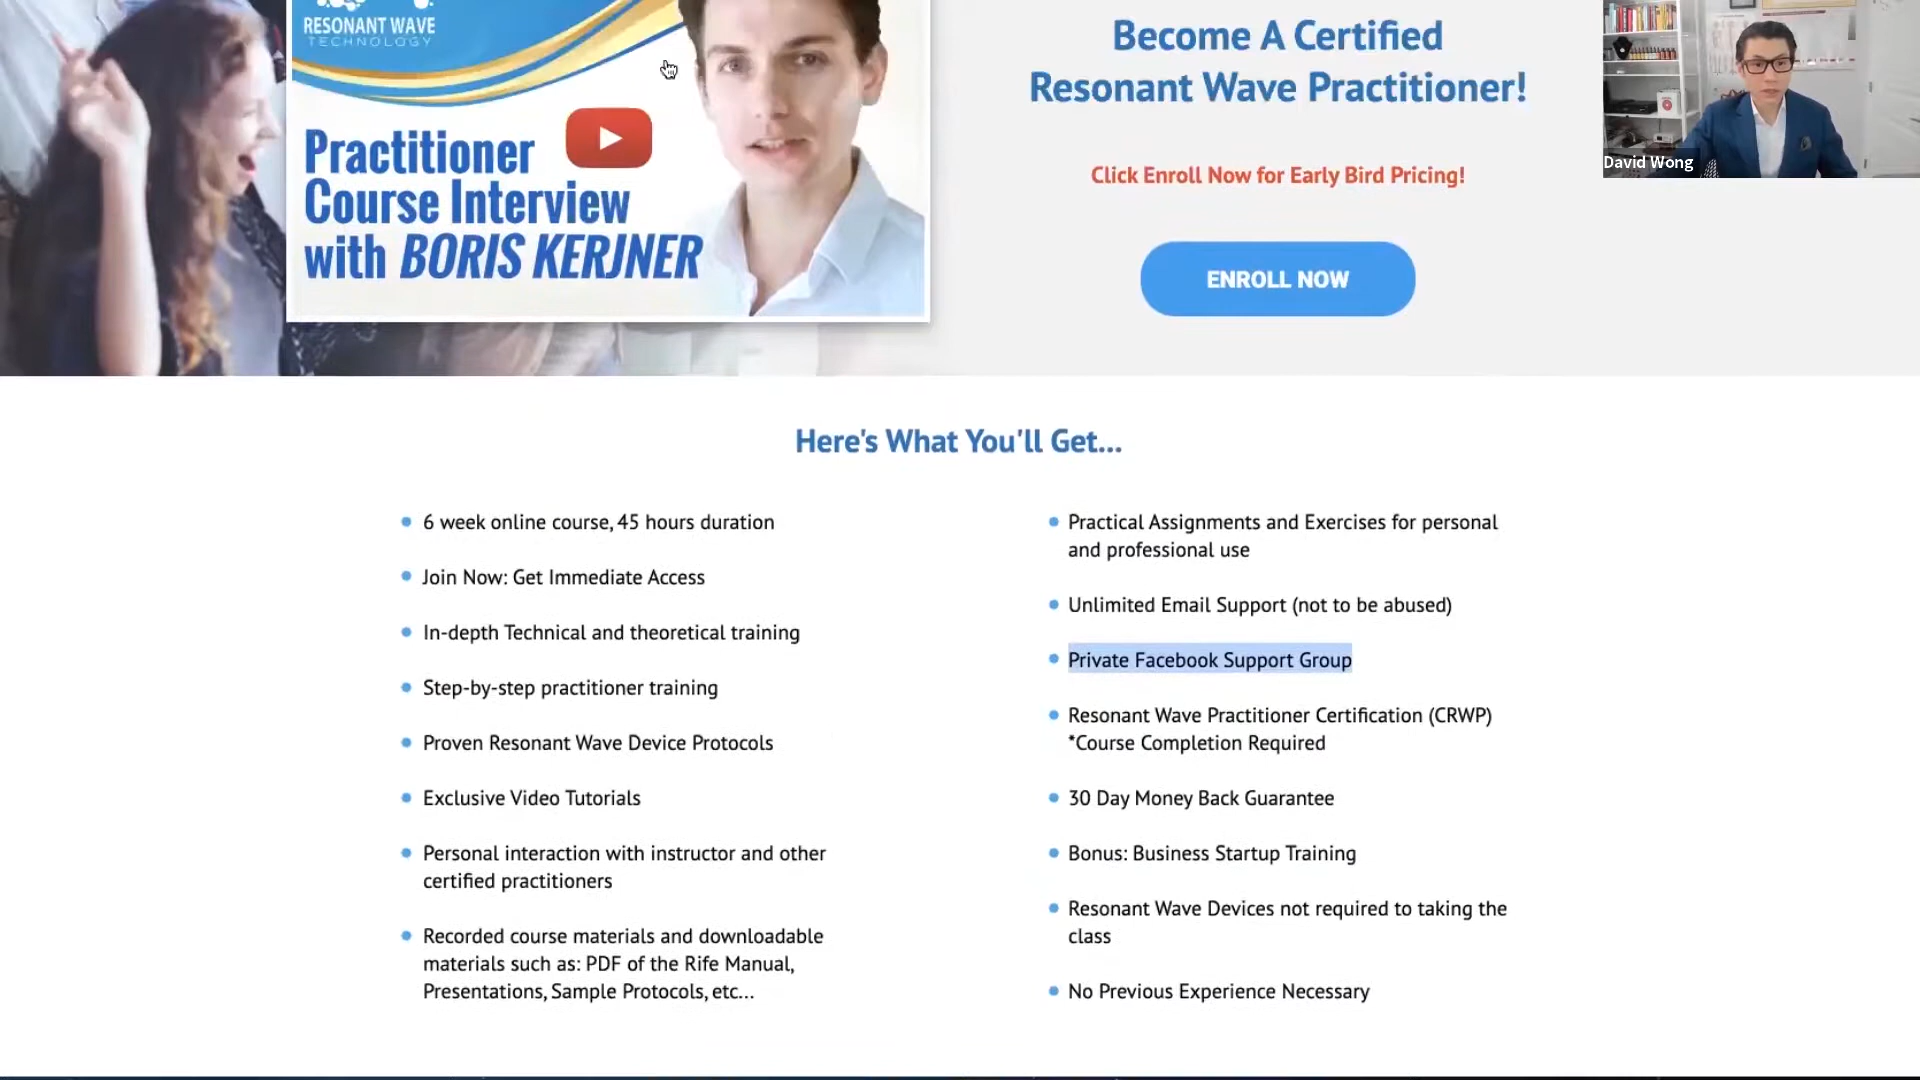 RESONANT WAVE
TECHNOLOGY
Practitioner
Course Interview
with BORIS KERJNER
Become A Certified
Resonant Wave Practitioner!
Click Enroll Now for Early Bird Pricing!
ENROLL NOW
David Wong
Here's What You'll Get...
6 week online course, 45 hours duration
Join Now: Get Immediate Access
In-depth Technical and theoretical training
Step-by-step practitioner training
Proven Resonant Wave Device Protocols
Exclusive Video Tutorials
Personal interaction with instructor and other
certified practitioners
Recorded course materials and downloadable
materials such as: PDF of the Rife Manual,
Presentations, Sample Protocols, etc...
Practical Assignments and Exercises for personal
and professional use
Unlimited Email Support (not to be abused)
Private Facebook Support Group
Resonant Wave Practitioner Certification (CRWP)
*Course Completion Required
30 Day Money Back Guarantee
Bonus: Business Startup Training
Resonant Wave Devices not required to taking the
class
No Previous Experience Necessary